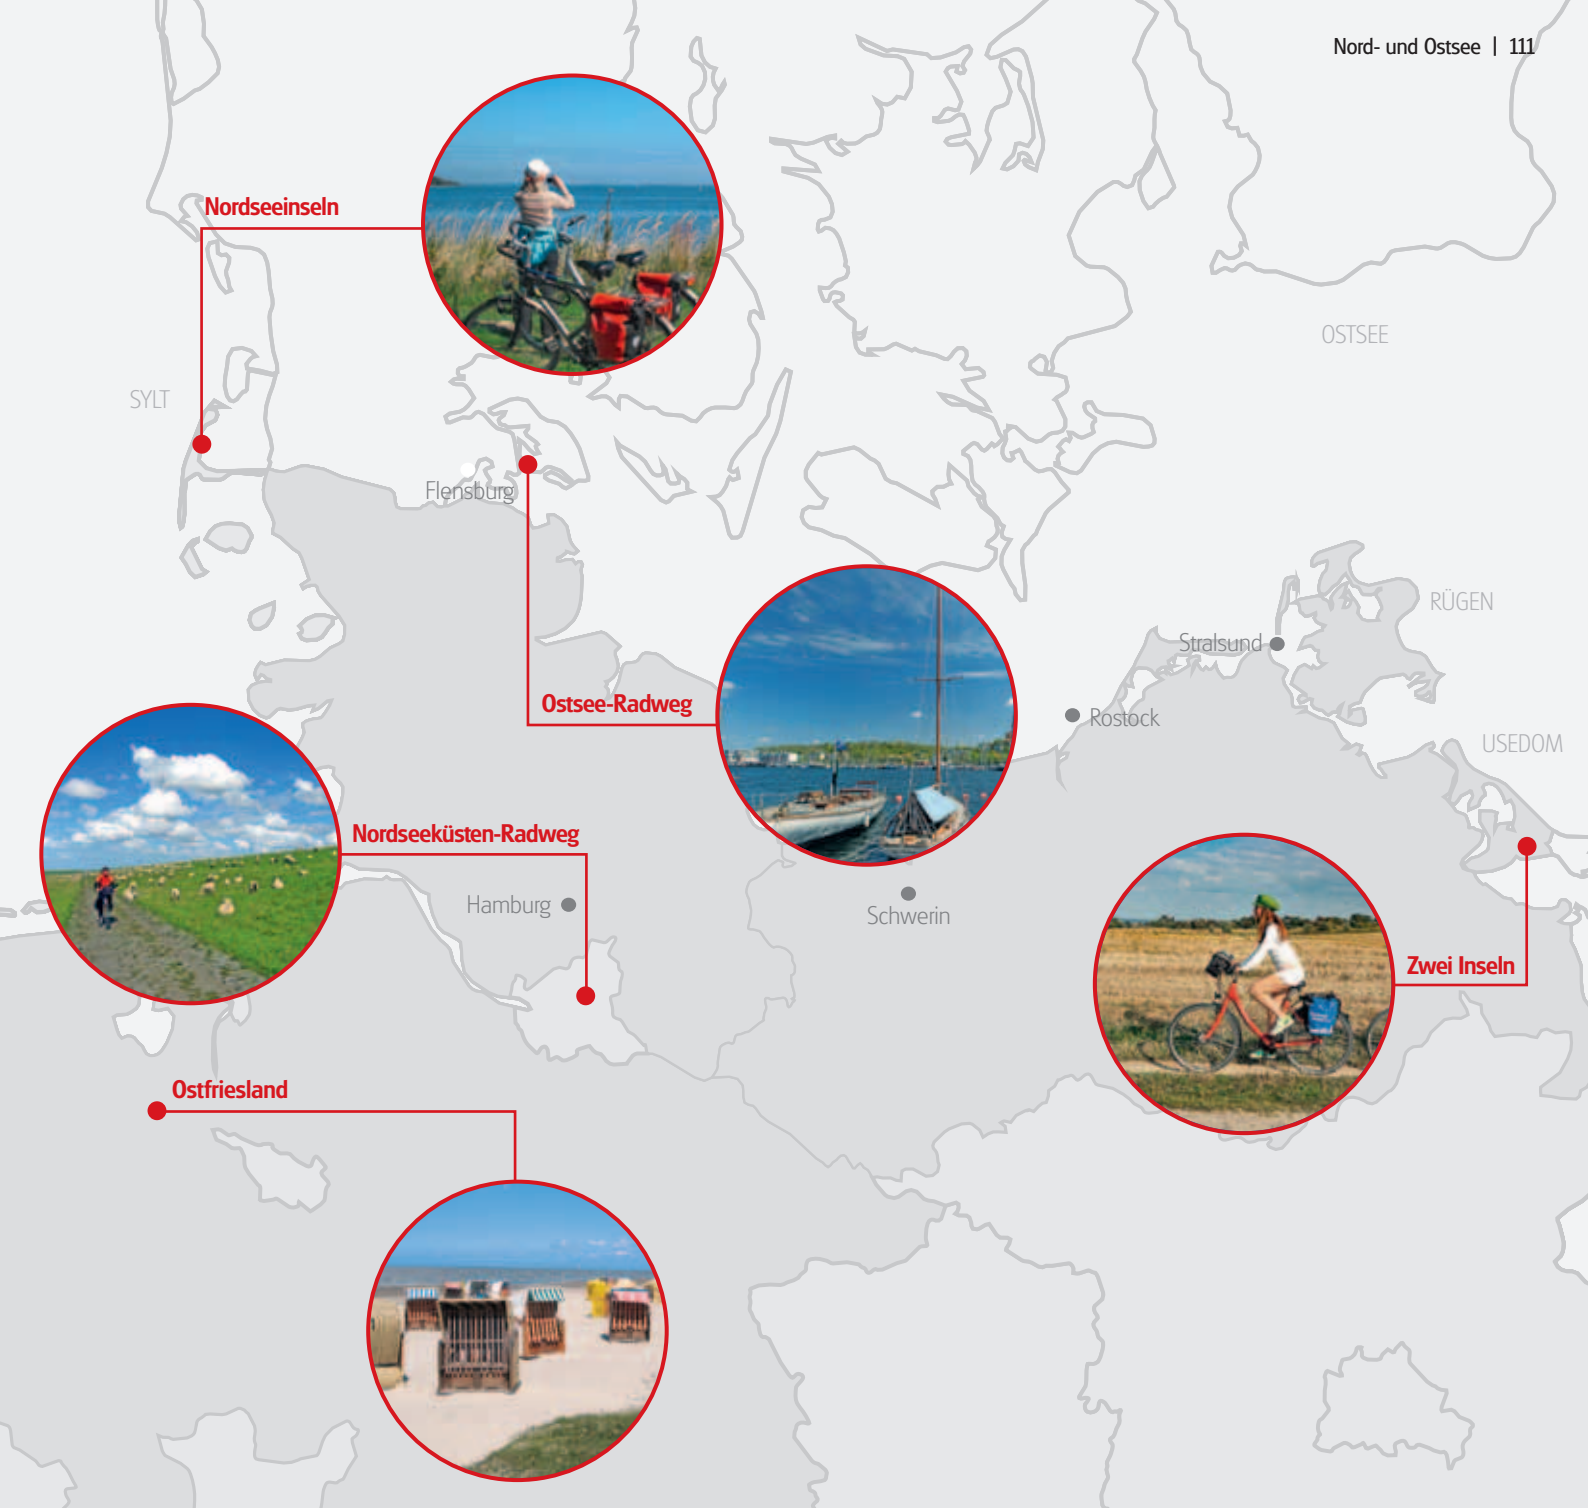 Nord- und Ostsee | 111
Nordseeinseln
OSTSEE
SYLT
Flensburg
RÜGEN
Stralsund
Ostsee-Radweg
Rostock
USEDOM
Nordseeküsten-Radweg
Hamburg
Schwerin
Zwei Inseln
Ostfriesland